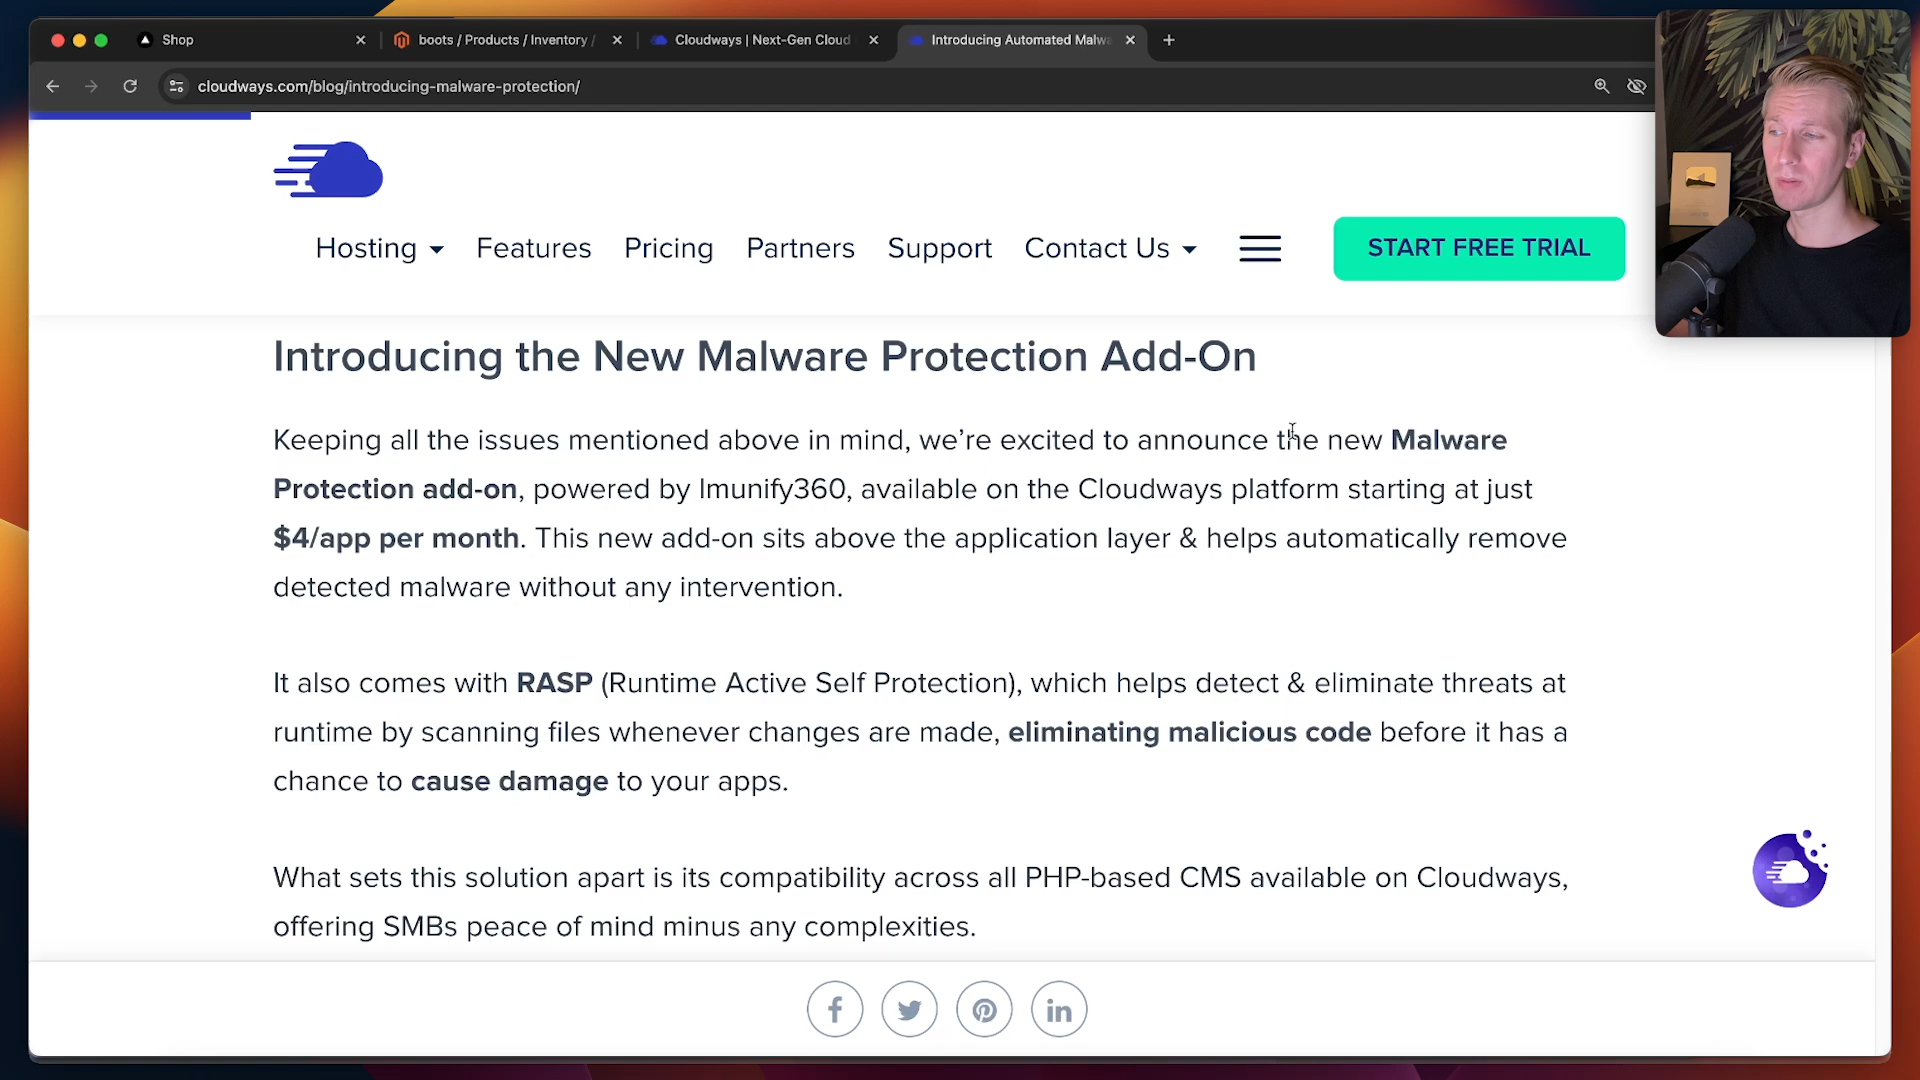 Shop
boots / Products / Inventory /
Cloudways | Next-Gen Cloud
Introducing Automated Malwa
cloudways.com/blog/introducing-malware-protection/
Hosting
Features
Pricing
Partners
Support
Contact Us
START FREE TRIAL
Introducing the New Malware Protection Add-On
Keeping all the issues mentioned above in mind, we’re excited to announce the new Malware
Protection add-on, powered by Imunify360, available on the Cloudways platform starting at just
$4/app per month. This new add-on sits above the application layer & helps automatically remove
detected malware without any intervention.
It also comes with RASP (Runtime Active Self Protection), which helps detect & eliminate threats at
runtime by scanning files whenever changes are made, eliminating malicious code before it has a
chance to cause damage to your apps.
What sets this solution apart is its compatibility across all PHP-based CMS available on Cloudways,
offering SMBs peace of mind minus any complexities.